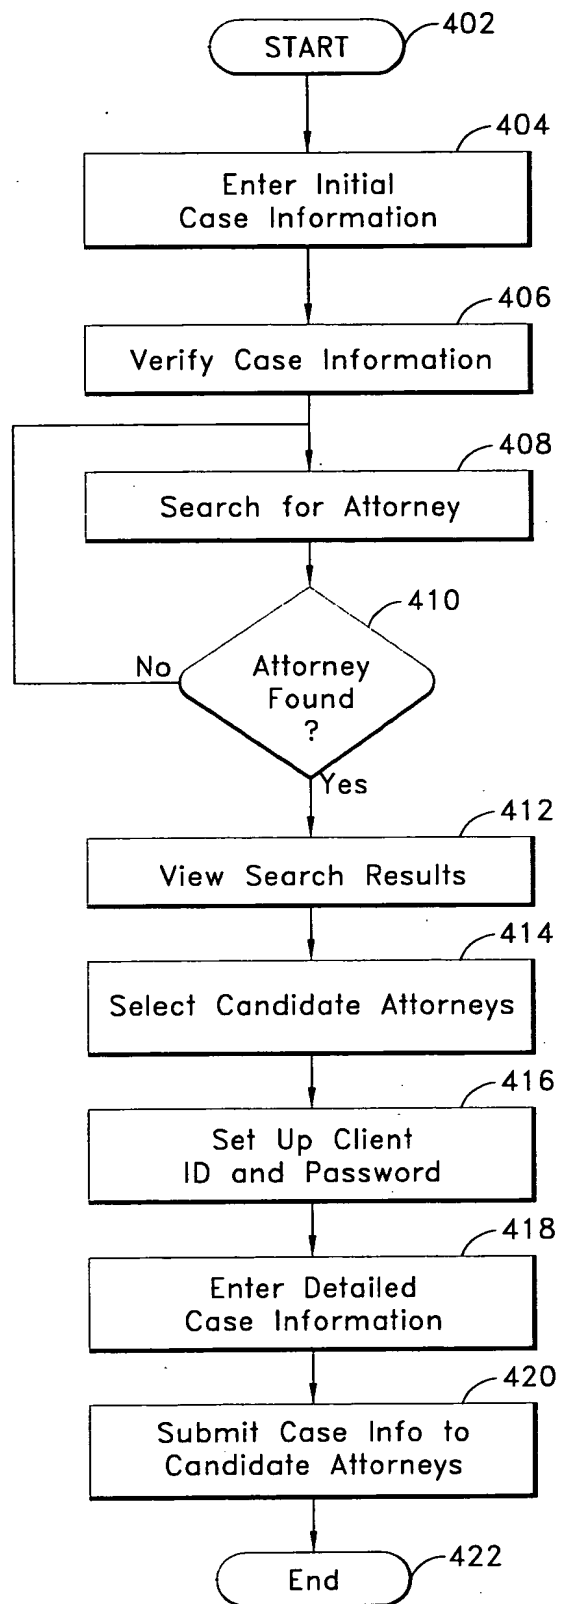 402
START
404
Enter Initial
Case Information
406
Verify Case Information
408
Search for Attorney
410
No
Attorney
Found
?
Yes
412
View Search Results
414
Select Candidate Attorneys
416
Set Up Client
ID and Password
418
Enter Detailed
Case Information
420
Submit Case Info to
Candidate Attorneys
422
End